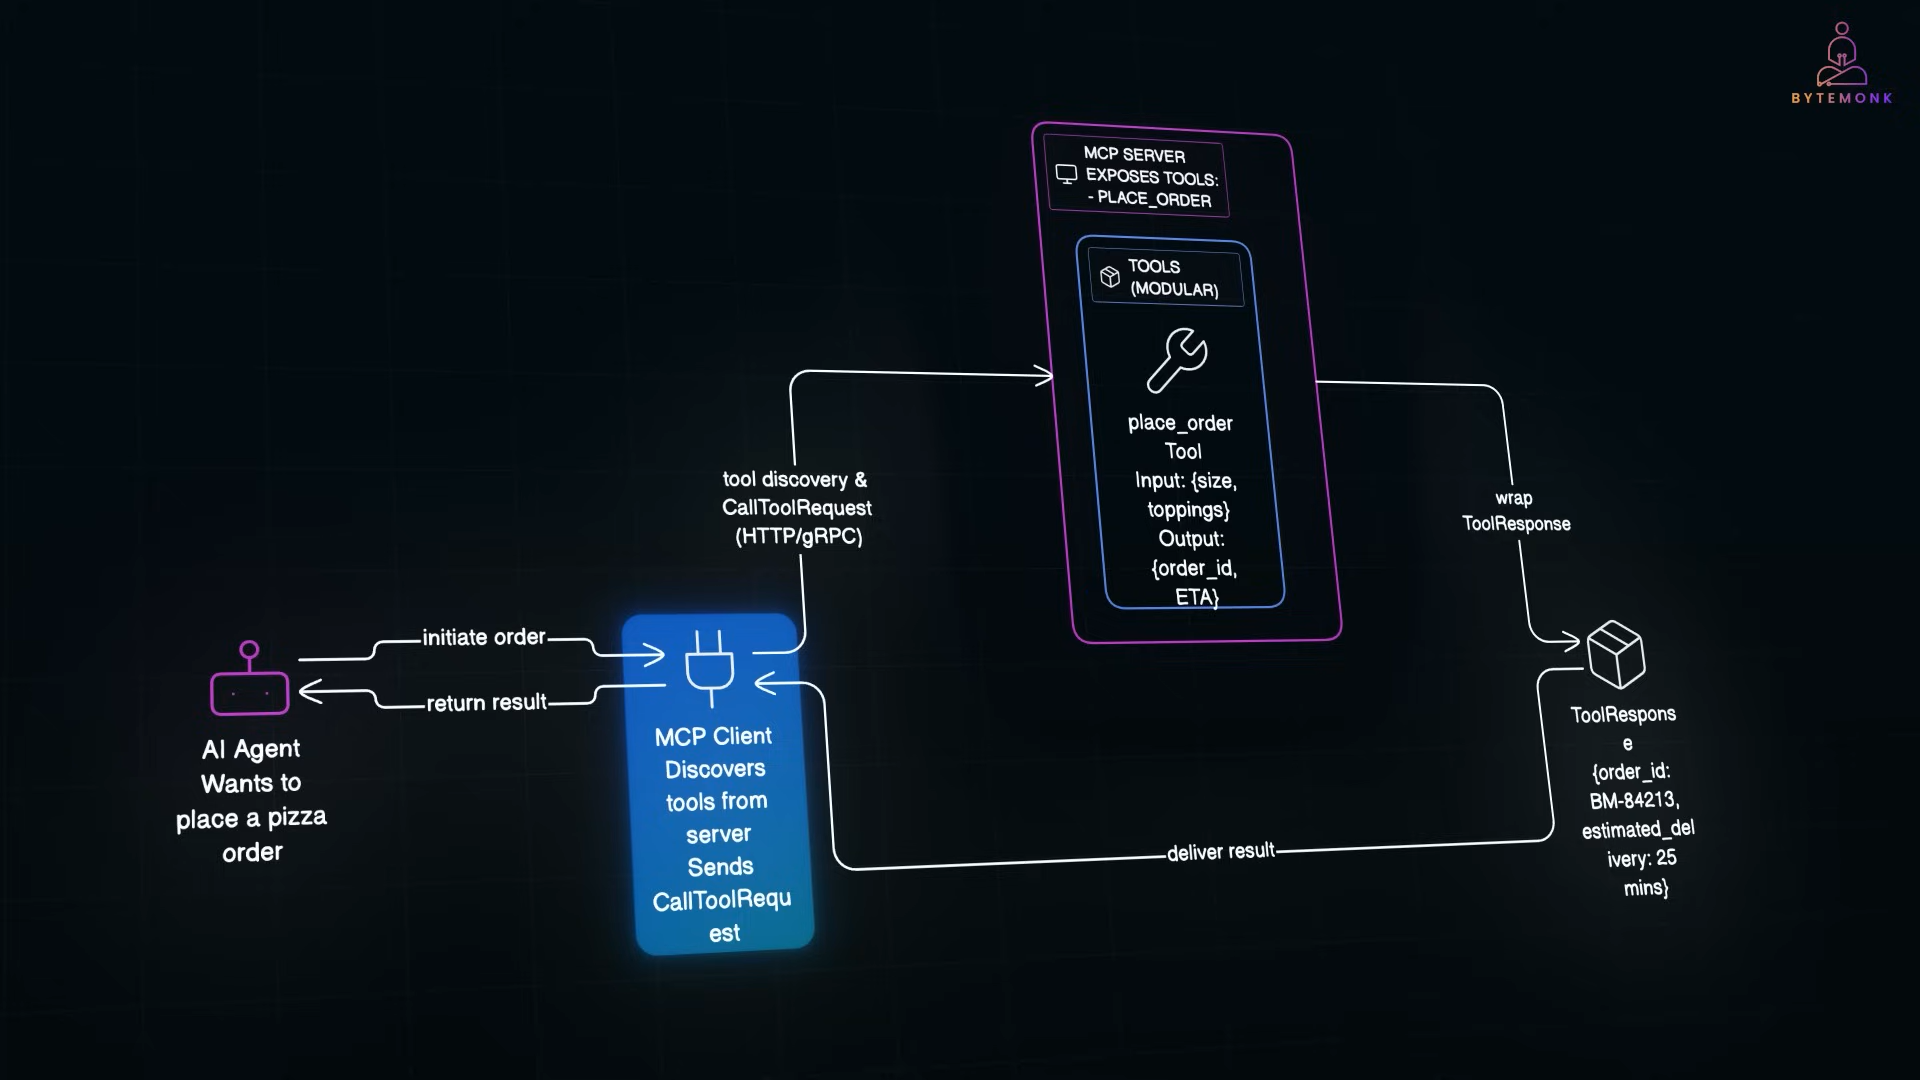 BYTEMONK
MCP SERVER
EXPOSES TOOLS:
- PLACE_ORDER
TOOLS
(MODULAR)
place_order
Tool
Input: {size,
toppings}
Output:
{order_id,
ETA}
tool discovery &
CallToolRequest
(HTTP/gRPC)
wrap
ToolResponse
initiate order
return result
AI Agent
Wants to
place a pizza
order
MCP Client
Discovers
tools from
server
Sends
CallToolRequ
est
ToolRespons
e
{order_id:
BM-84213,
estimated_del
ivery: 25
mins}
deliver result